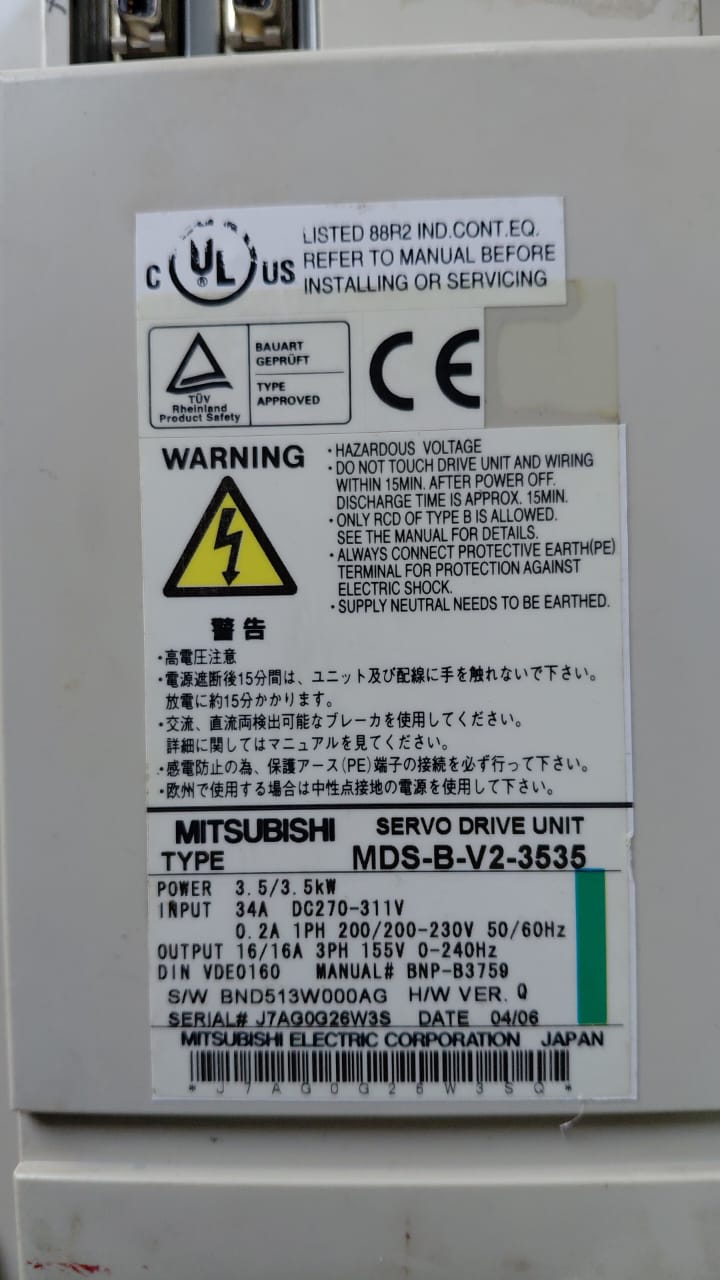 LISTED 88R2 IND.CONT.EQ.
C UL ® US REFER TO MANUAL BEFORE
INSTALLING OR SERVICING
BAUART
GEPRÜFT
TYPE
APPROVED
TÜV
Rheinland
Product Safety
CE
WARNING
・HAZARDOUS VOLTAGE
・DO NOT TOUCH DRIVE UNIT AND WIRING
WITHIN 15MIN. AFTER POWER OFF.
DISCHARGE TIME IS APPROX. 15MIN.
・ONLY RCD OF TYPE B IS ALLOWED.
SEE THE MANUAL FOR DETAILS.
・ALWAYS CONNECT PROTECTIVE EARTH(PE)
TERMINAL FOR PROTECTION AGAINST
ELECTRIC SHOCK.
・SUPPLY NEUTRAL NEEDS TO BE EARTHED.
警告
・高電圧注意
・電源遮断後15分間は、ユニット及び配線に手を触れないで下さい。
放電に約15分かかります。
・交流、直流両検出可能なブレーカを使用してください。
詳細に関してはマニュアルを見てください。
・感電防止の為、保護アース(PE)端子の接続を必ず行って下さい。
・欧州で使用する場合は中性点接地の電源を使用して下さい。
MITSUBISHI SERVO DRIVE UNIT
TYPE MDS-B-V2-3535
POWER 3.5/3.5kW
INPUT 34A DC270-311V
0.2A 1PH 200/200-230V 50/60Hz
OUTPUT 16/16A 3PH 155V 0-240Hz
DIN VDE0160 MANUAL# BNP-B3759
S/W BND513W000AG H/W VER. Q
SERIAL# J7AG0G26W3S DATE 04/06
MITSUBISHI ELECTRIC CORPORATION JAPAN
*J7AG0G26W3SQ*